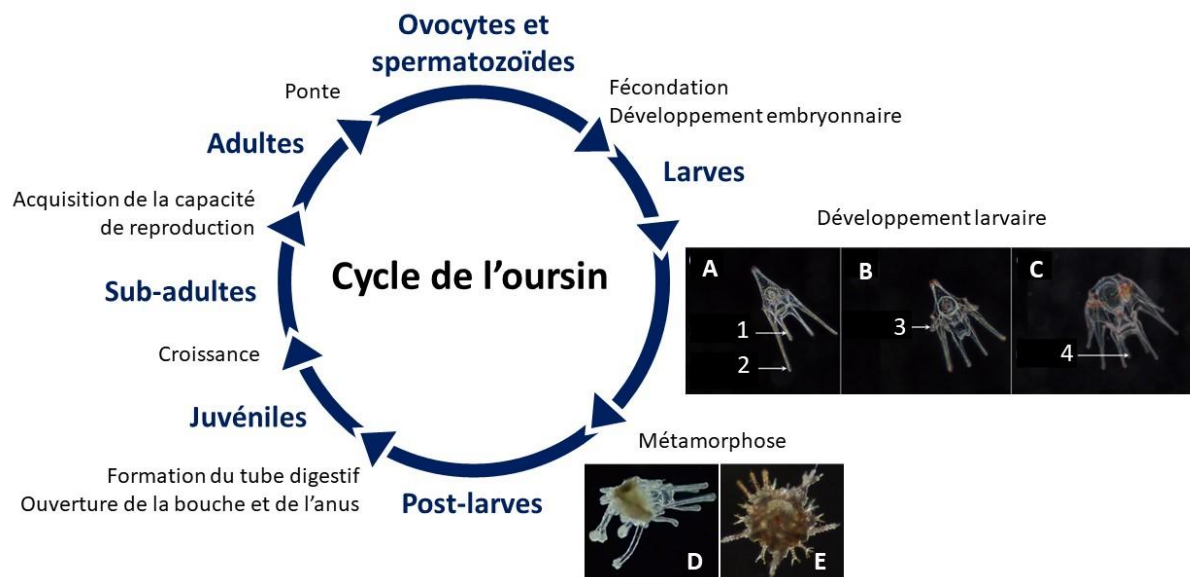 Ovocytes et
spermatozoïdes
Ponte
Fécondation
Développement embryonnaire
Adultes
Larves
Acquisition de la capacité
de reproduction
Développement larvaire
Cycle de l’oursin
A
B
C
1
2
3
4
Sub-adultes
Croissance
Juvéniles
Métamorphose
Formation du tube digestif
Ouverture de la bouche et de l’anus
Post-larves
D
E